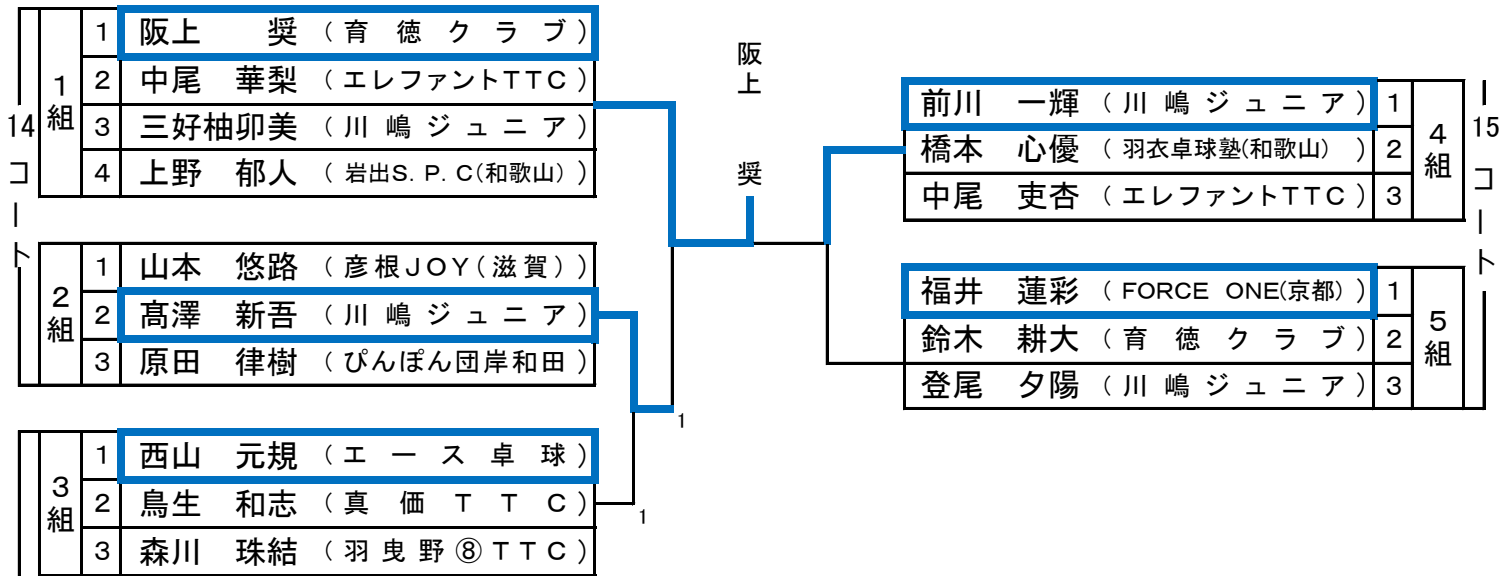 14コート
1組
1 阪上 奨 (育徳クラブ)
2 中尾 華梨 (エレファントTTC)
3 三好柚卯美 (川嶋ジュニア)
4 上野 郁人 (岩出S.P.C(和歌山))
2組
1 山本 悠路 (彦根JOY(滋賀))
2 髙澤 新吾 (川嶋ジュニア)
3 原田 律樹 (ぴんぽん団岸和田)
1
3組
1 西山 元規 (エース卓球)
2 鳥生 和志 (真価TTC)
3 森川 珠結 (羽曳野⑧TTC)
1
阪上 奨
15コート
4組
前川 一輝 (川嶋ジュニア) 1
橋本 心優 (羽衣卓球塾(和歌山)) 2
中尾 吏杏 (エレファントTTC) 3
5組
福井 蓮彩 (FORCE ONE(京都)) 1
鈴木 耕大 (育徳クラブ) 2
登尾 夕陽 (川嶋ジュニア) 3